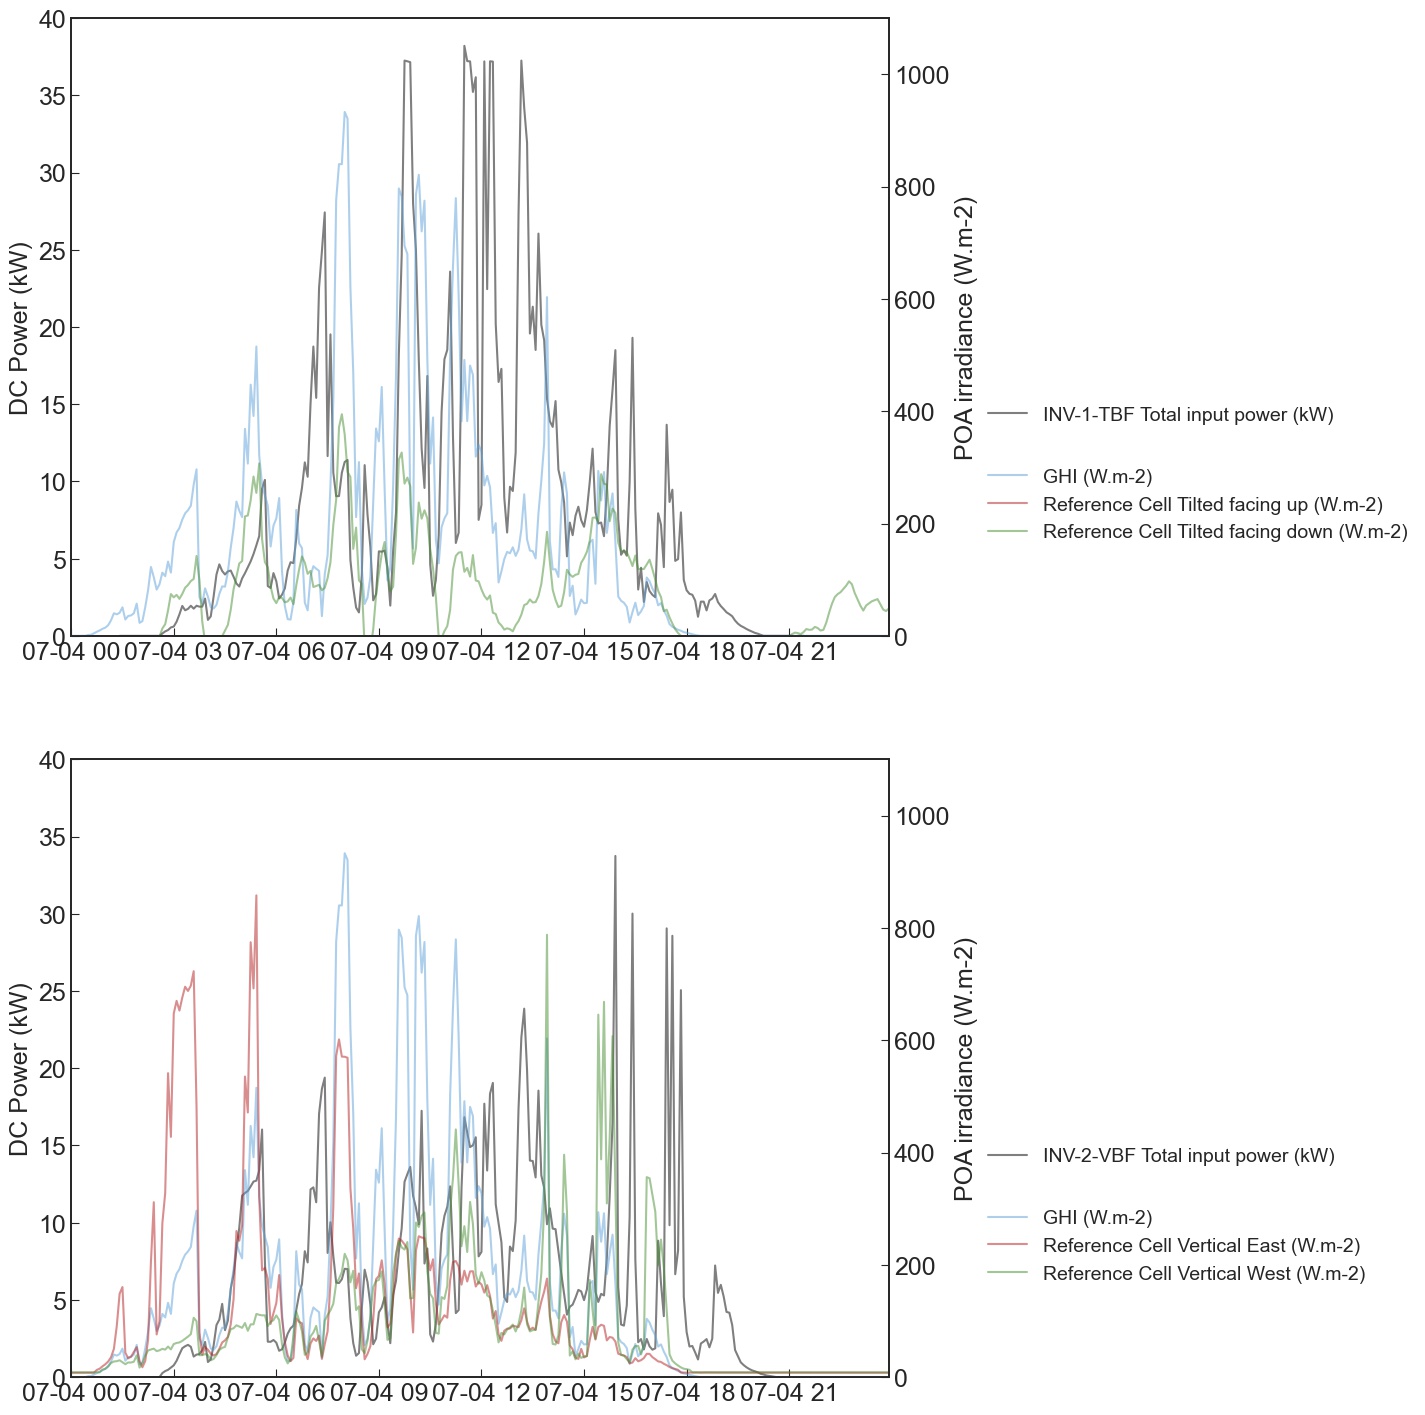 40
35
30
25
20
15
10
5
0
DC Power (kW)
1000
800
600
400
200
0
POA irradiance (W.m-2)
07-04 00 07-04 03 07-04 06 07-04 09 07-04 12 07-04 15 07-04 18 07-04 21
INV-1-TBF Total input power (kW)
GHI (W.m-2)
Reference Cell Tilted facing up (W.m-2)
Reference Cell Tilted facing down (W.m-2)
40
35
30
25
20
15
10
5
0
DC Power (kW)
1000
800
600
400
200
0
POA irradiance (W.m-2)
07-04 00 07-04 03 07-04 06 07-04 09 07-04 12 07-04 15 07-04 18 07-04 21
INV-2-VBF Total input power (kW)
GHI (W.m-2)
Reference Cell Vertical East (W.m-2)
Reference Cell Vertical West (W.m-2)